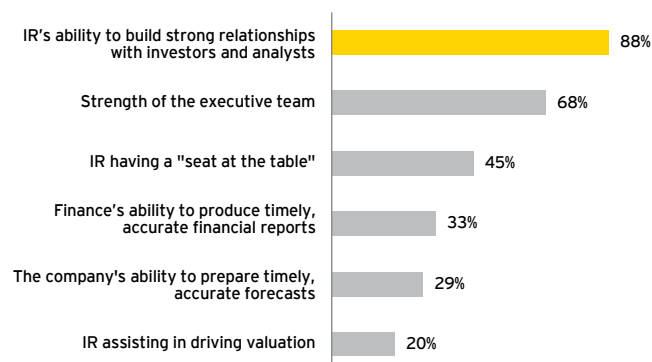 IR's ability to build strong relationships
with investors and analysts
88%
Strength of the executive team
68%
IR having a "seat at the table"
45%
Finance's ability to produce timely,
accurate financial reports
33%
The company's ability to prepare timely,
accurate forecasts
29%
IR assisting in driving valuation
20%